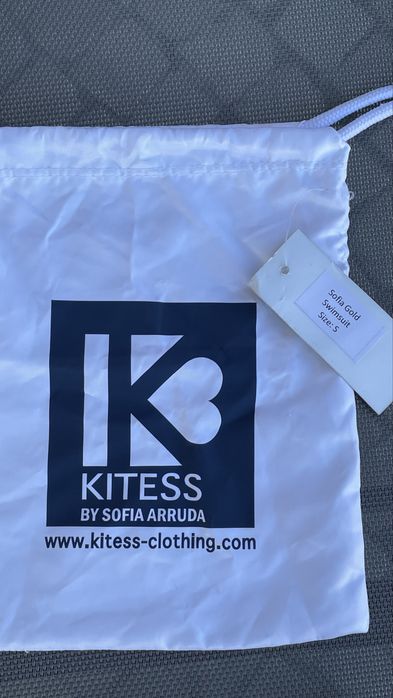 Sofia Gold
Swimsuit
Size: S
K
KITESS
BY SOFIA ARRUDA
www.kitess-clothing.com